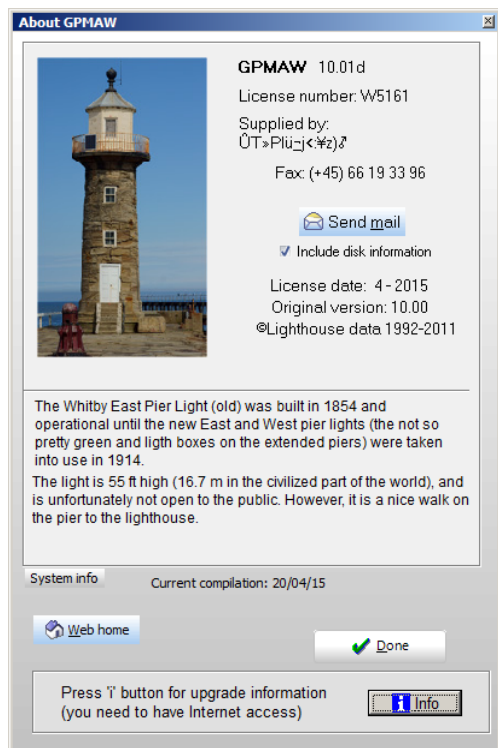 About GPMAW
GPMAW 10.01d
License number: W5161
Supplied by:
Fax: (+45) 66 19 33 96
Send mail
Include disk information
License date: 4 - 2015
Original version: 10.00
©Lighthouse data 1992-2011
The Whitby East Pier Light (old) was built in 1854 and
operational until the new East and West pier lights (the not so
pretty green and ligth boxes on the extended piers) were taken
into use in 1914.
The light is 55 ft high (16.7 m in the civilized part of the world), and
is unfortunately not open to the public. However, it is a nice walk on
the pier to the lighthouse.
System info
Current compilation: 20/04/15
Web home
Done
Press 'i' button for upgrade information
(you need to have Internet access)
i Info